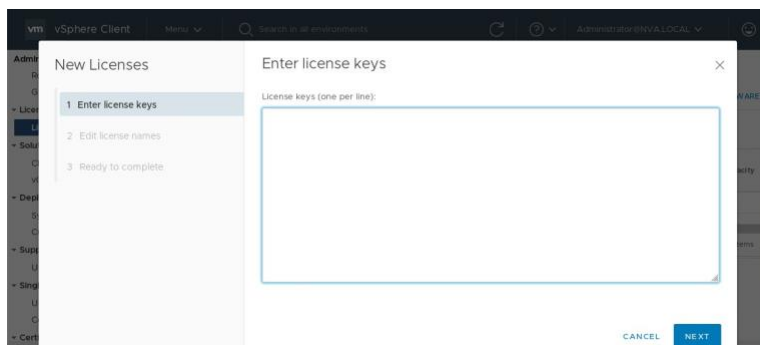 vm vSphere Client Menu Search in all environments Administrator@NVA.LOCAL
New Licenses
1 Enter license keys
2 Edit license names
3 Ready to complete
Enter license keys
License keys (one per line):
CANCEL NEXT